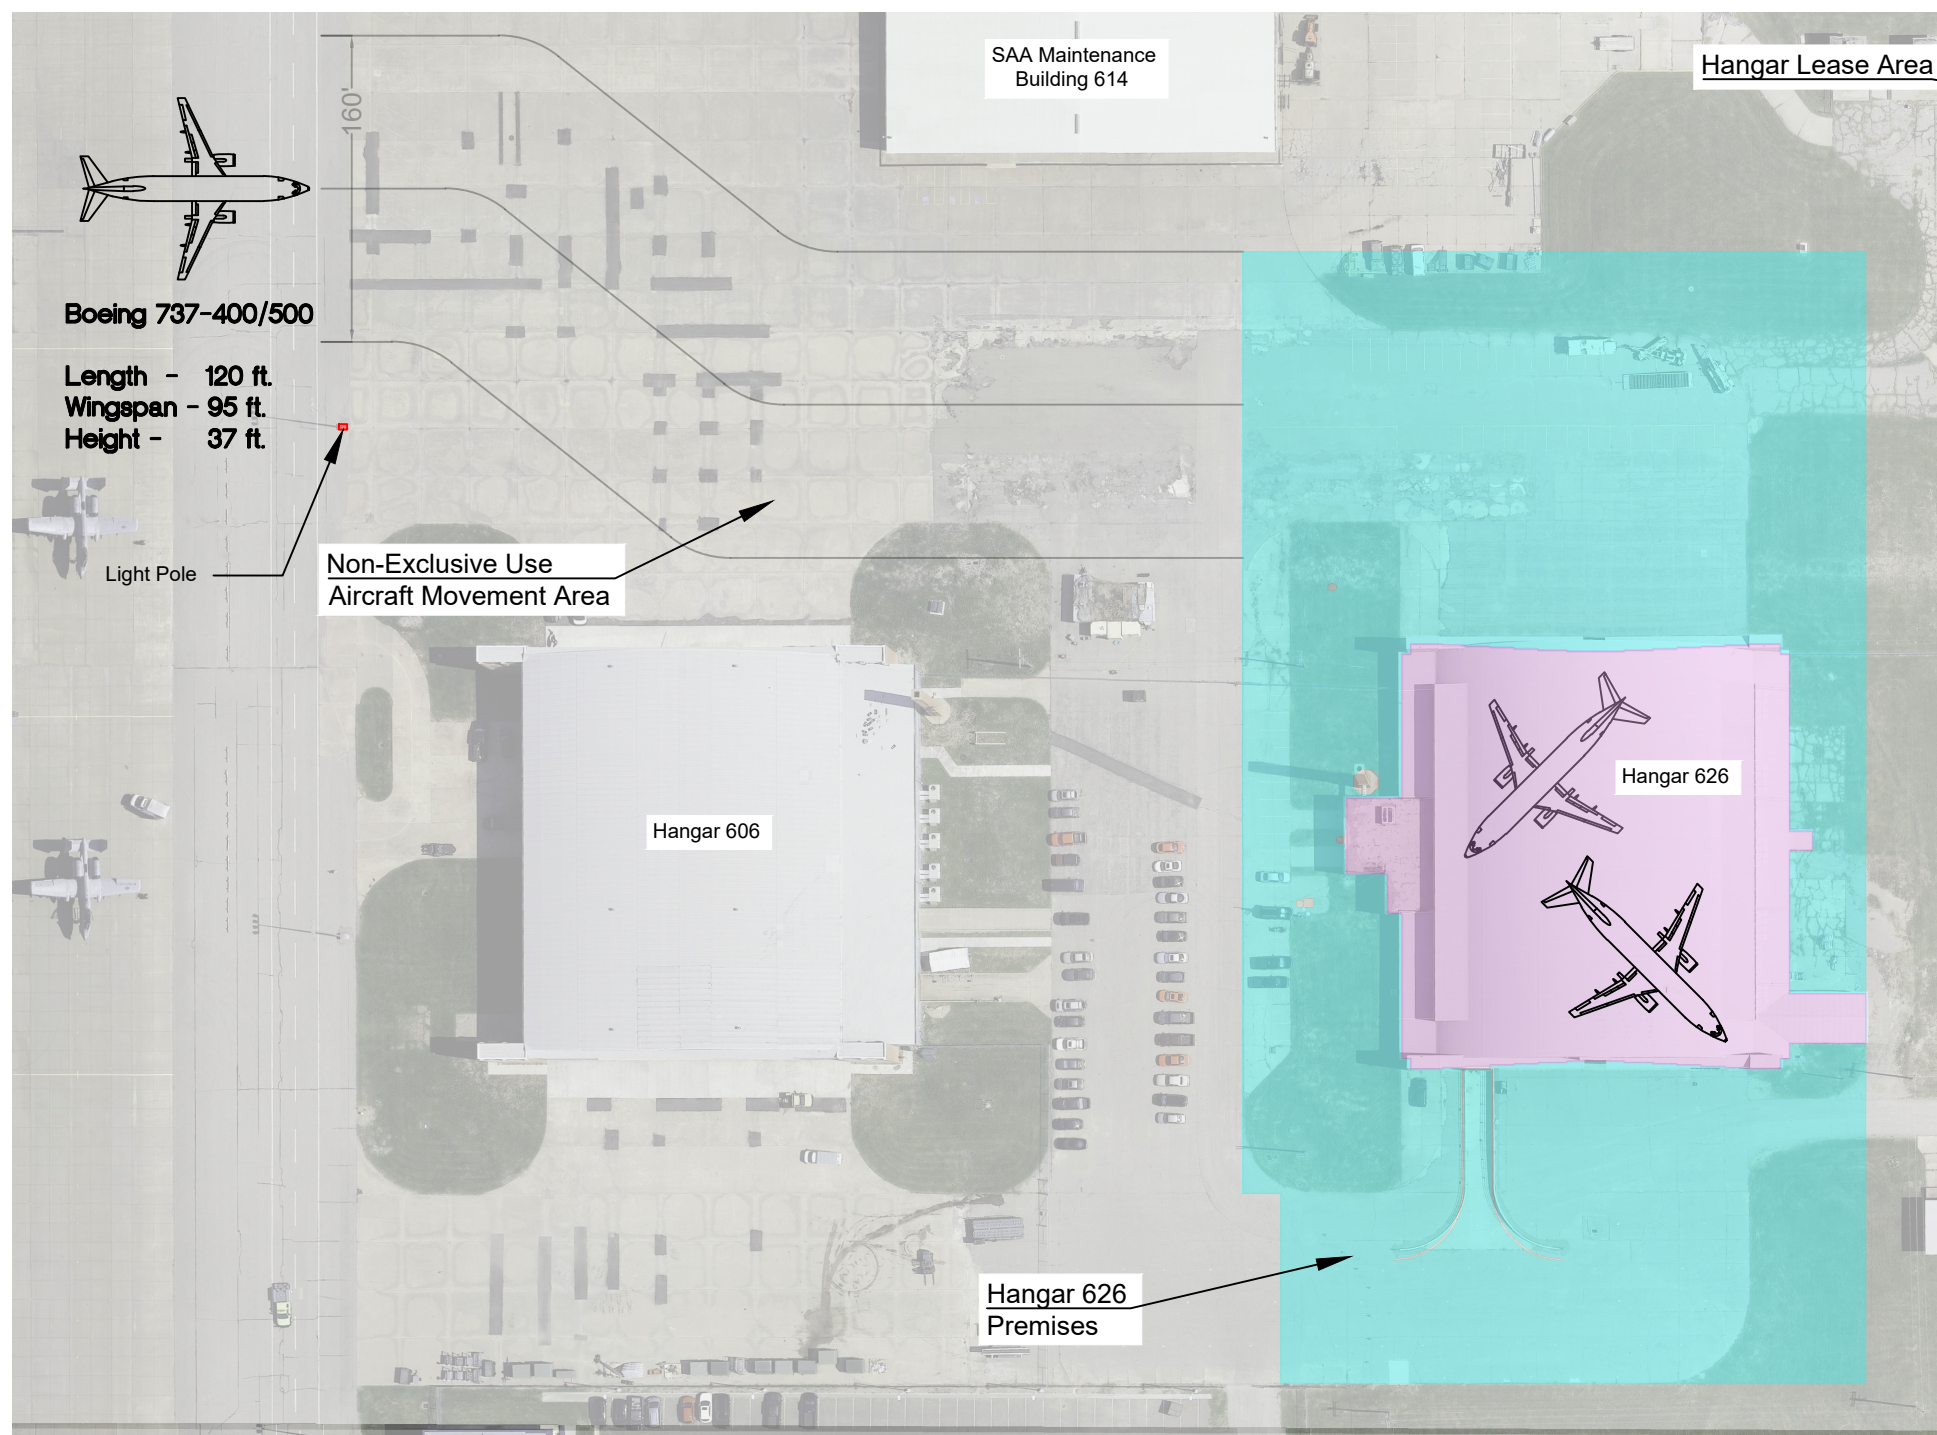 SAA Maintenance
Building 614
Hangar Lease Area
160'
Boeing 737-400/500
Length - 120 ft.
Wingspan - 95 ft.
Height - 37 ft.
Light Pole
Non-Exclusive Use
Aircraft Movement Area
Hangar 626
Hangar 606
Hangar 626
Premises